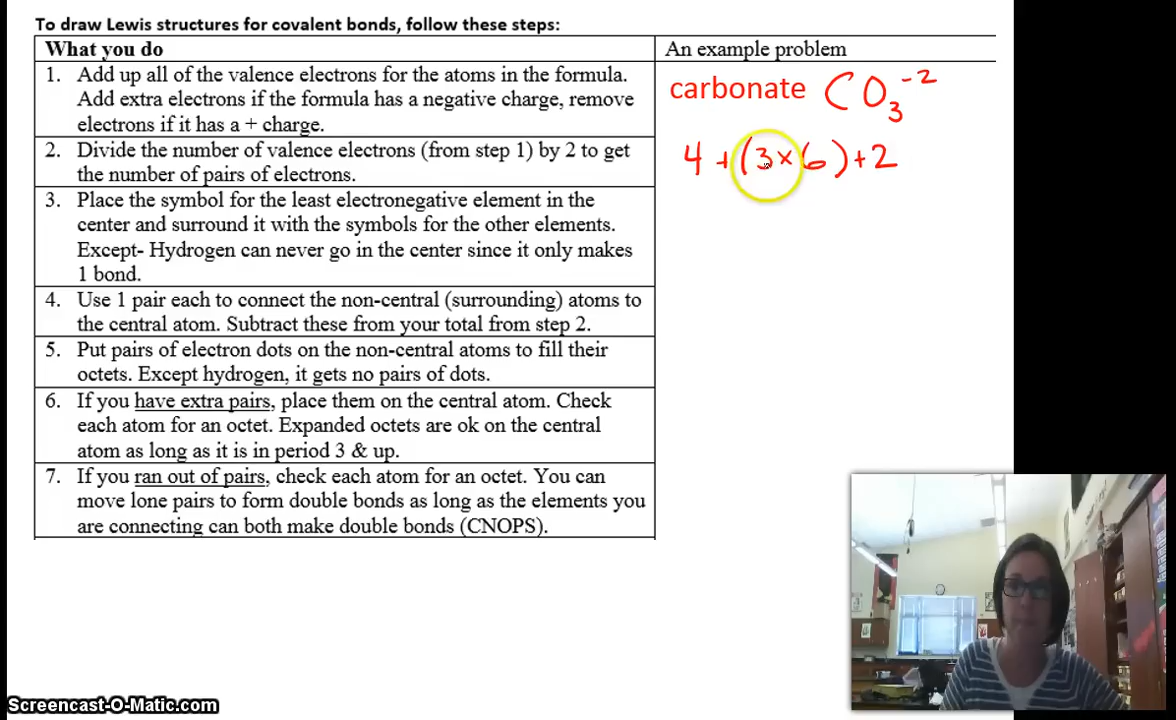 To draw Lewis structures for covalent bonds, follow these steps:
What you do
An example problem
1. Add up all of the valence electrons for the atoms in the formula.
Add extra electrons if the formula has a negative charge, remove
electrons if it has a + charge.
carbonate CO₃⁻²
2. Divide the number of valence electrons (from step 1) by 2 to get
the number of pairs of electrons.
4 + (3 × 6) + 2
3. Place the symbol for the least electronegative element in the
center and surround it with the symbols for the other elements.
Except- Hydrogen can never go in the center since it only makes
1 bond.
4. Use 1 pair each to connect the non-central (surrounding) atoms to
the central atom. Subtract these from your total from step 2.
5. Put pairs of electron dots on the non-central atoms to fill their
octets. Except hydrogen, it gets no pairs of dots.
6. If you have extra pairs, place them on the central atom. Check
each atom for an octet. Expanded octets are ok on the central
atom as long as it is in period 3 & up.
7. If you ran out of pairs, check each atom for an octet. You can
move lone pairs to form double bonds as long as the elements you
are connecting can both make double bonds (CNOPS).
Screencast-O-Matic.com